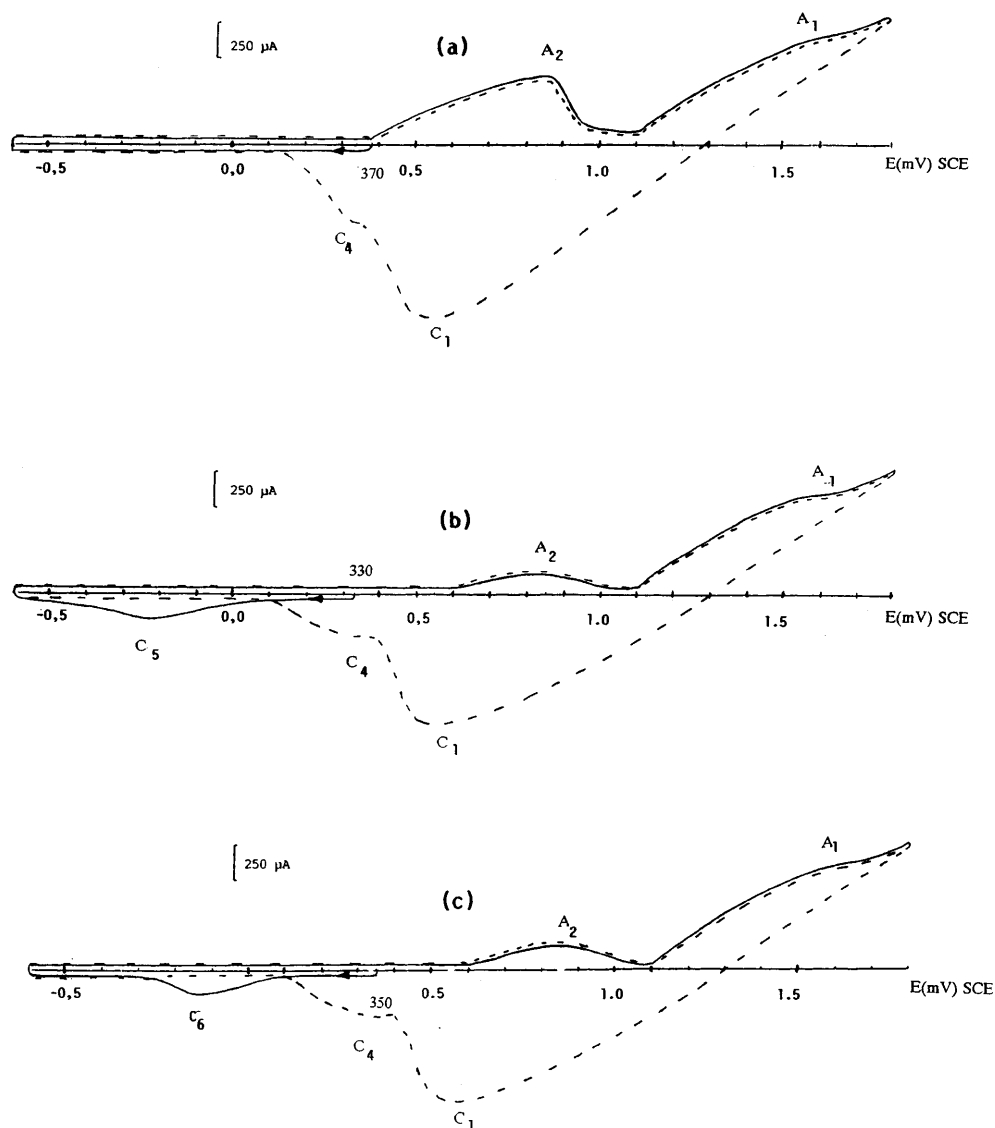 250 µA
(a)
A2
A1
-0,5 0,0 370 0,5 1.0 1.5
E(mV) SCE
C4
C1
250 µA
(b)
A1
A2
330
-0,5 0,0 0,5 1.0 1.5
E(mV) SCE
C5
C4
C1
250 µA
(c)
A1
A2
-0,5 350 0.5 1.0 1.5
E(mV) SCE
C6
C4
C1